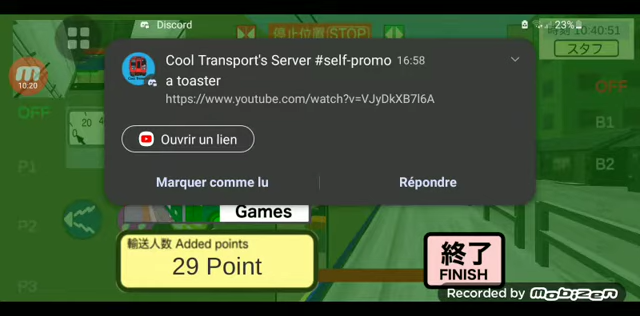 Discord
23%
停止位置(STOP)
時刻 10:40:51
スタフ
Cool Transport's Server #self-promo 16:58
a toaster
https://www.youtube.com/watch?v=VJyDkXB7l6A
10:20
OFF
OFF
20
0
B1
P1
Ouvrir un lien
B2
Marquer comme lu
Répondre
P2
Games
輸送人数 Added points
29 Point
終了
FINISH
P3
Recorded by mobizen